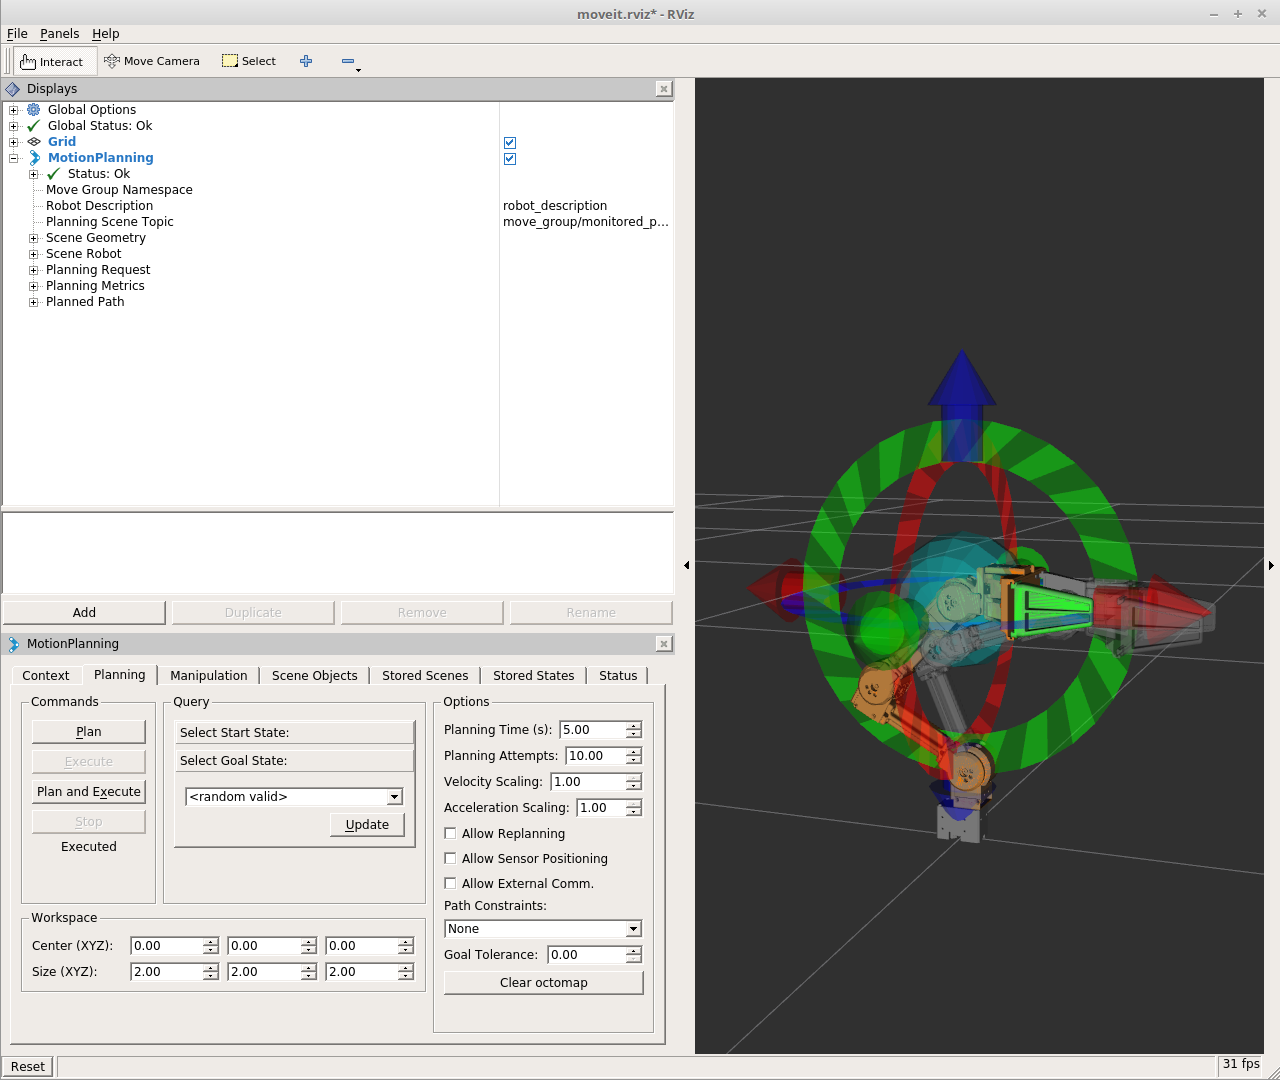 moveit.rviz* - RViz
File Panels Help
Interact Move Camera Select
Displays
Global Options
Global Status: Ok
Grid
MotionPlanning
Status: Ok
Move Group Namespace
Robot Description robot_description
Planning Scene Topic move_group/monitored_p...
Scene Geometry
Scene Robot
Planning Request
Planning Metrics
Planned Path
Add Duplicate Remove Rename
MotionPlanning
Context Planning Manipulation Scene Objects Stored Scenes Stored States Status
Commands
Plan
Execute
Plan and Execute
Stop
Executed
Query
Select Start State:
Select Goal State:
<random valid>
Update
Options
Planning Time (s): 5.00
Planning Attempts: 10.00
Velocity Scaling: 1.00
Acceleration Scaling: 1.00
Allow Replanning
Allow Sensor Positioning
Allow External Comm.
Path Constraints:
None
Goal Tolerance: 0.00
Clear octomap
Workspace
Center (XYZ): 0.00 0.00 0.00
Size (XYZ): 2.00 2.00 2.00
Reset 31 fps